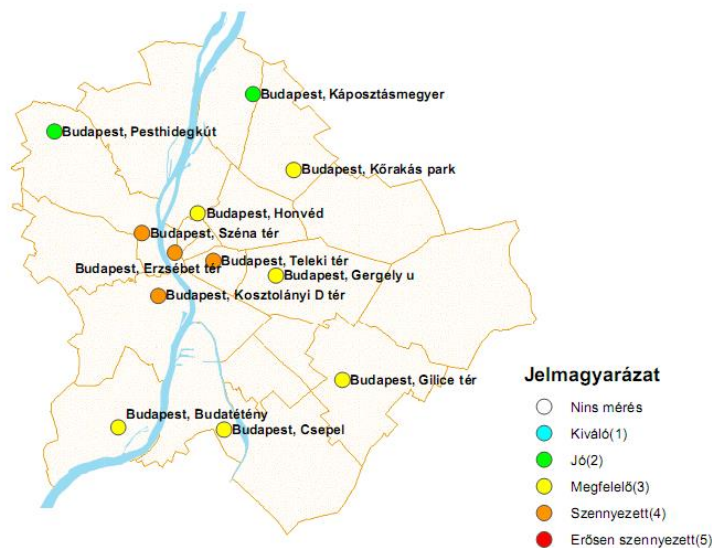 Budapest, Káposztásmegyer
Budapest, Pesthidegkút
Budapest, Kőrakás park
Budapest, Honvéd
Budapest, Széna tér
Budapest, Erzsébet tér
Budapest, Teleki tér
Budapest, Gergely u
Budapest, Kosztolányi D tér
Budapest, Gilice tér
Budapest, Budatétény
Budapest, Csepel
Jelmagyarázat
Nins mérés
Kiváló(1)
Jó(2)
Megfelelő(3)
Szennyezett(4)
Erősen szennyezett(5)